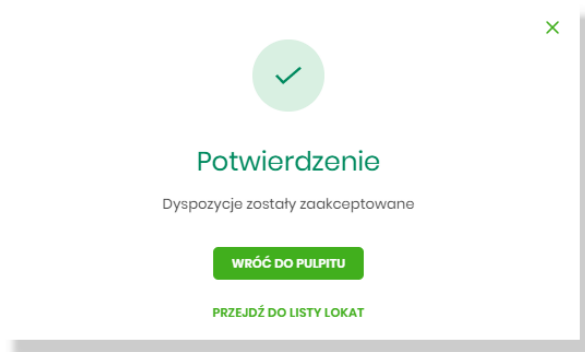 Potwierdzenie
Dyspozycje zostały zaakceptowane
WRÓĆ DO PULPITU
PRZEJDŹ DO LISTY LOKAT